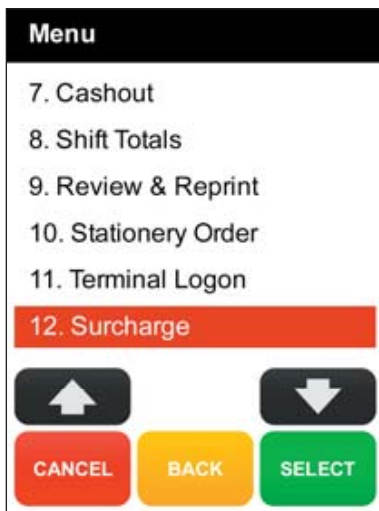 Menu
7. Cashout
8. Shift Totals
9. Review & Reprint
10. Stationery Order
11. Terminal Logon
12. Surcharge
CANCEL BACK SELECT